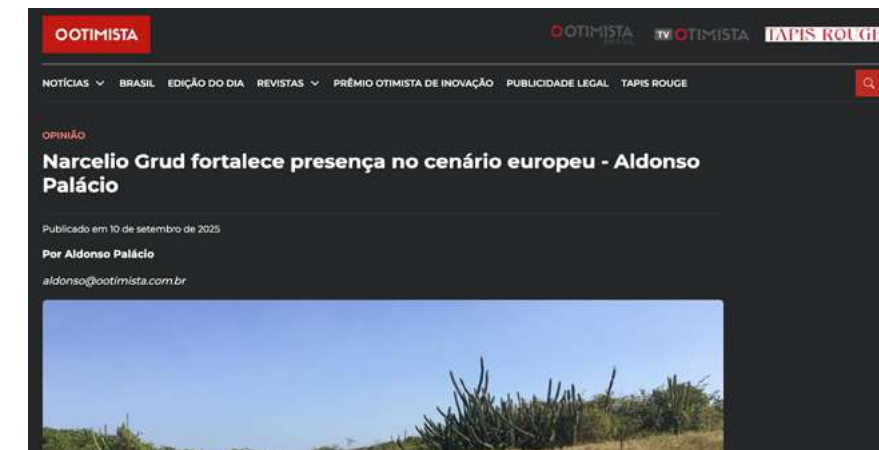 OOTIMISTA
OOTIMISTA
BRASIL
TV OTIMISTA
TAPIS ROUGE
NOTÍCIAS BRASIL EDIÇÃO DO DIA REVISTAS PRÊMIO OTIMISTA DE INOVAÇÃO PUBLICIDADE LEGAL TAPIS ROUGE
OPINIÃO
Narcelio Grud fortalece presença no cenário europeu - Aldonso
Palácio
Publicado em 10 de setembro de 2025
Por Aldonso Palácio
aldonso@ootimista.com.br